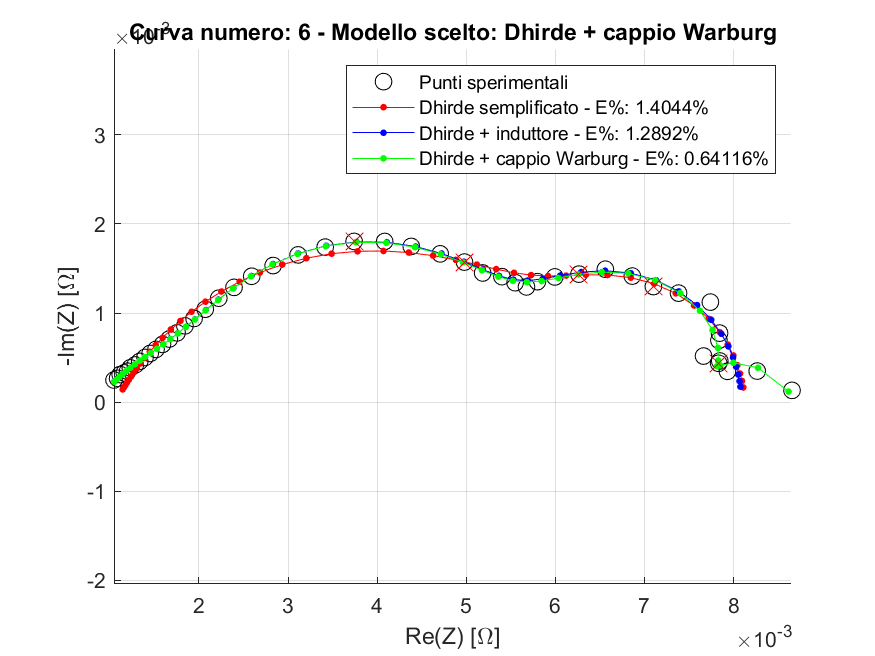 Curva numero: 6 - Modello scelto: Dhirde + cappio Warburg
×10^-3
Punti sperimentali
Dhirde semplificato - E%: 1.4044%
Dhirde + induttore - E%: 1.2892%
Dhirde + cappio Warburg - E%: 0.64116%
3
2
1
0
-1
-2
-Im(Z) [Ω]
2 3 4 5 6 7 8
Re(Z) [Ω]
×10^-3